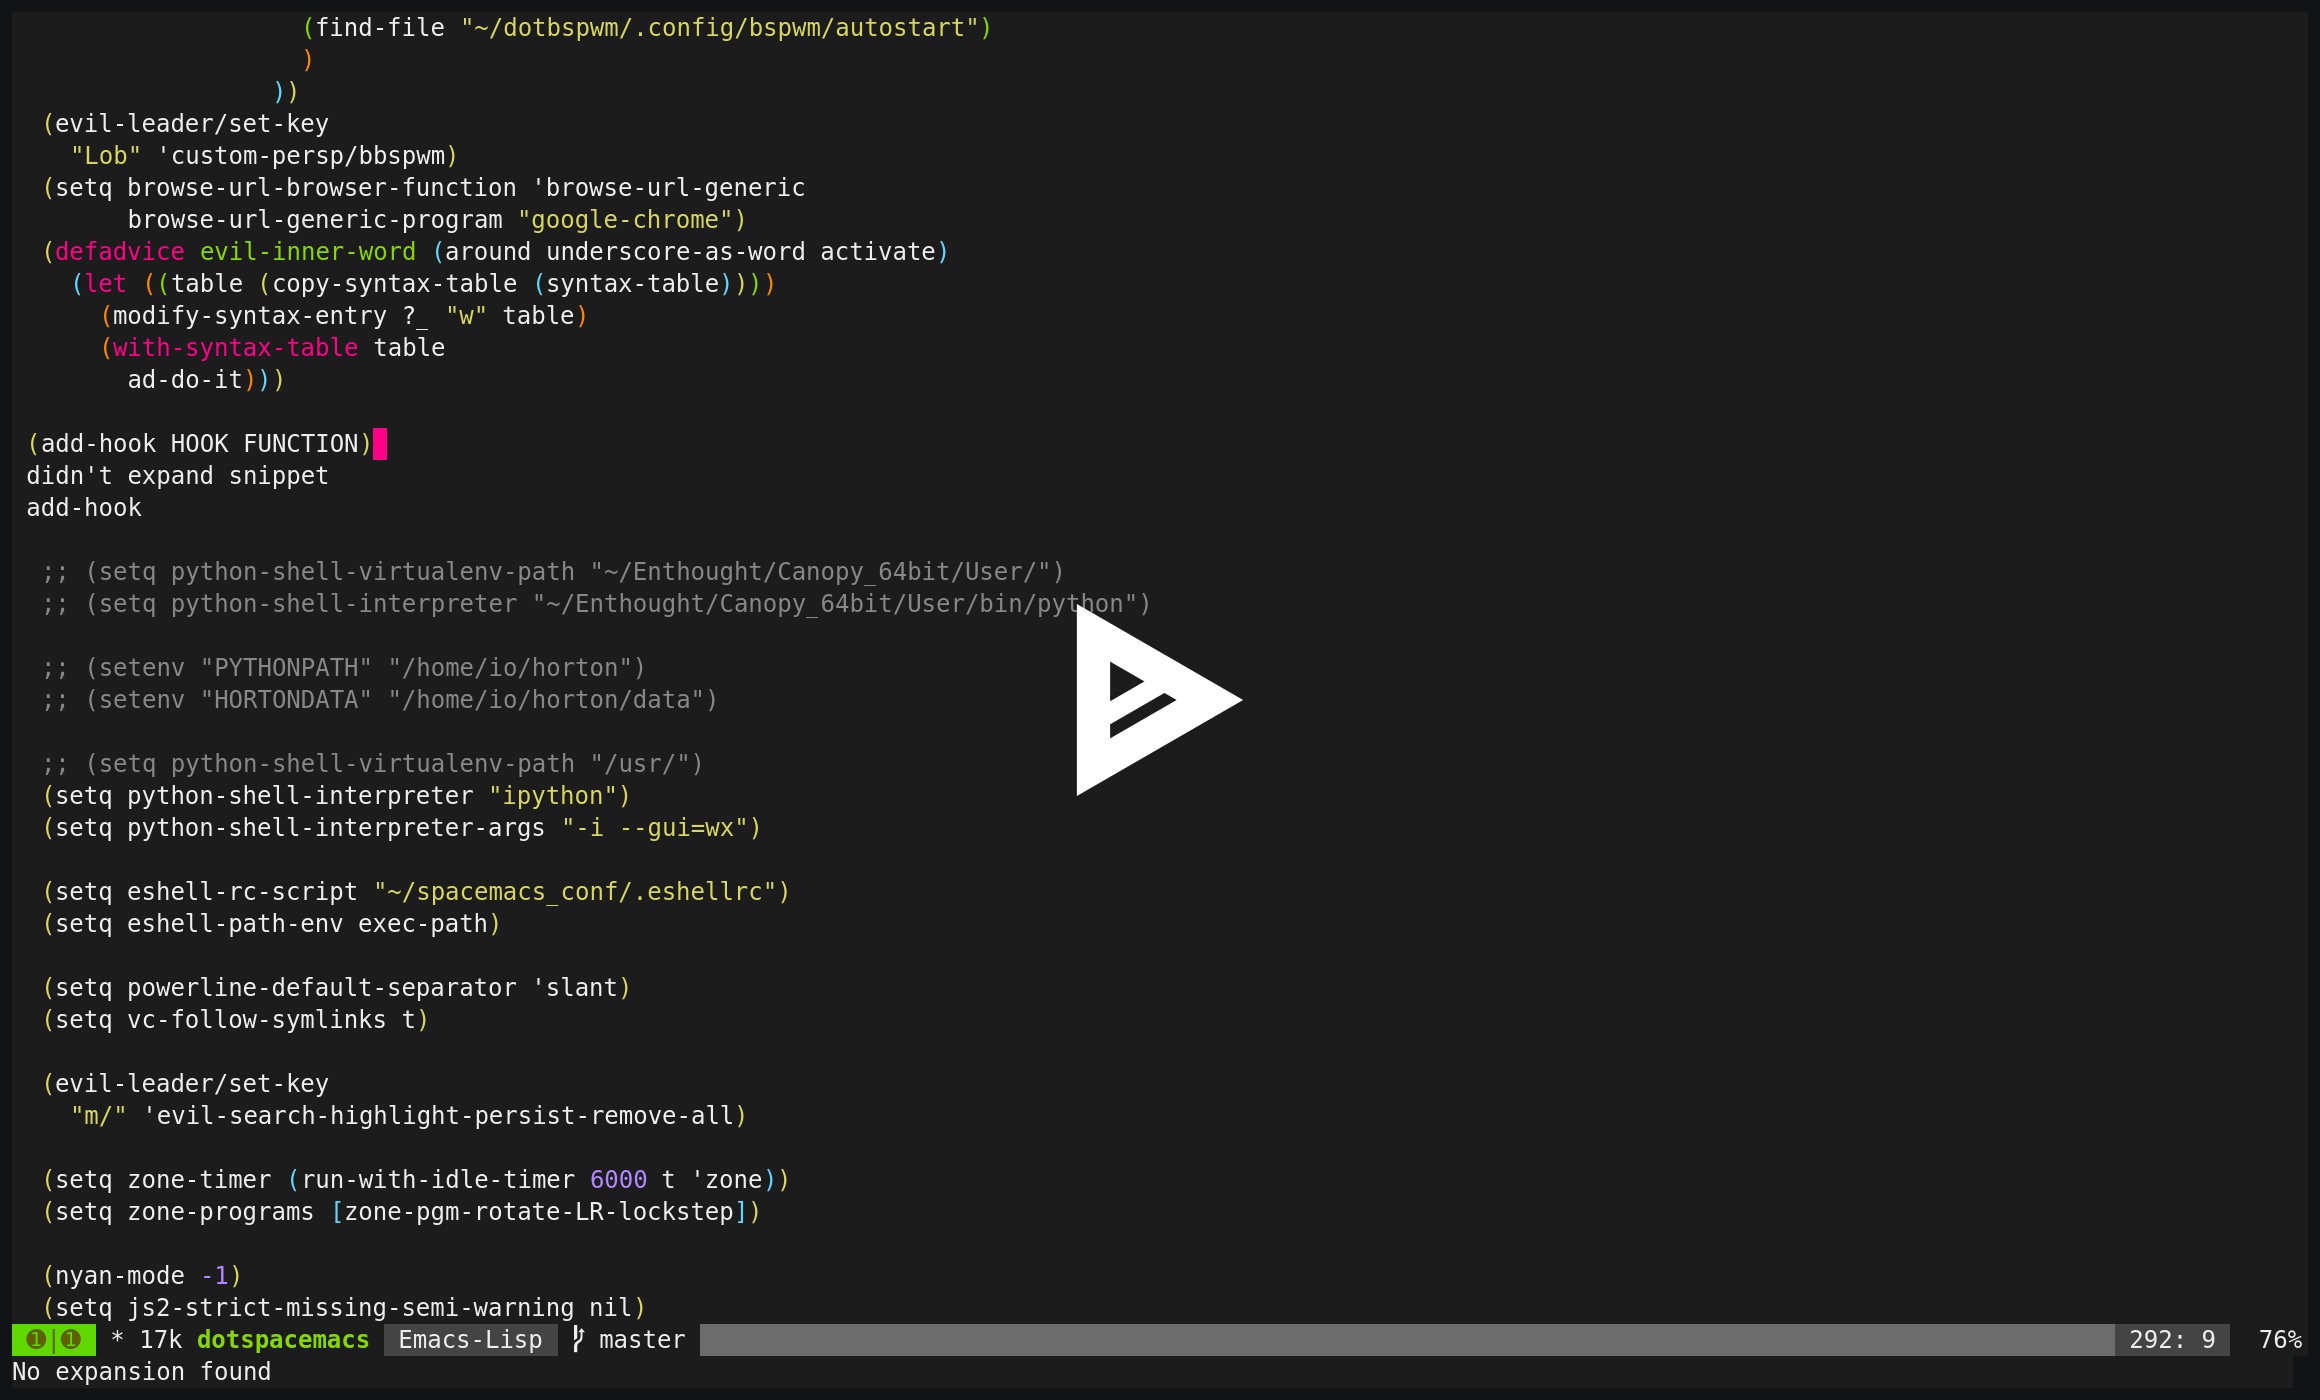 (find-file "~/dotbspwm/.config/bspwm/autostart")
)
))
(evil-leader/set-key
"Lob" 'custom-persp/bbspwm)
(setq browse-url-browser-function 'browse-url-generic
browse-url-generic-program "google-chrome")
(defadvice evil-inner-word (around underscore-as-word activate)
(let ((table (copy-syntax-table (syntax-table))))
(modify-syntax-entry ?_ "w" table)
(with-syntax-table table
ad-do-it)))
(add-hook HOOK FUNCTION)
didn't expand snippet
add-hook
;; (setq python-shell-virtualenv-path "~/Enthought/Canopy_64bit/User/")
;; (setq python-shell-interpreter "~/Enthought/Canopy_64bit/User/bin/python")
;; (setenv "PYTHONPATH" "/home/io/horton")
;; (setenv "HORTONDATA" "/home/io/horton/data")
;; (setq python-shell-virtualenv-path "/usr/")
(setq python-shell-interpreter "ipython")
(setq python-shell-interpreter-args "-i --gui=wx")
(setq eshell-rc-script "~/spacemacs_conf/.eshellrc")
(setq eshell-path-env exec-path)
(setq powerline-default-separator 'slant)
(setq vc-follow-symlinks t)
(evil-leader/set-key
"m/" 'evil-search-highlight-persist-remove-all)
(setq zone-timer (run-with-idle-timer 6000 t 'zone))
(setq zone-programs [zone-pgm-rotate-LR-lockstep])
(nyan-mode -1)
(setq js2-strict-missing-semi-warning nil)
❶|❶ * 17k dotspacemacs Emacs-Lisp master 292: 9 76%
No expansion found